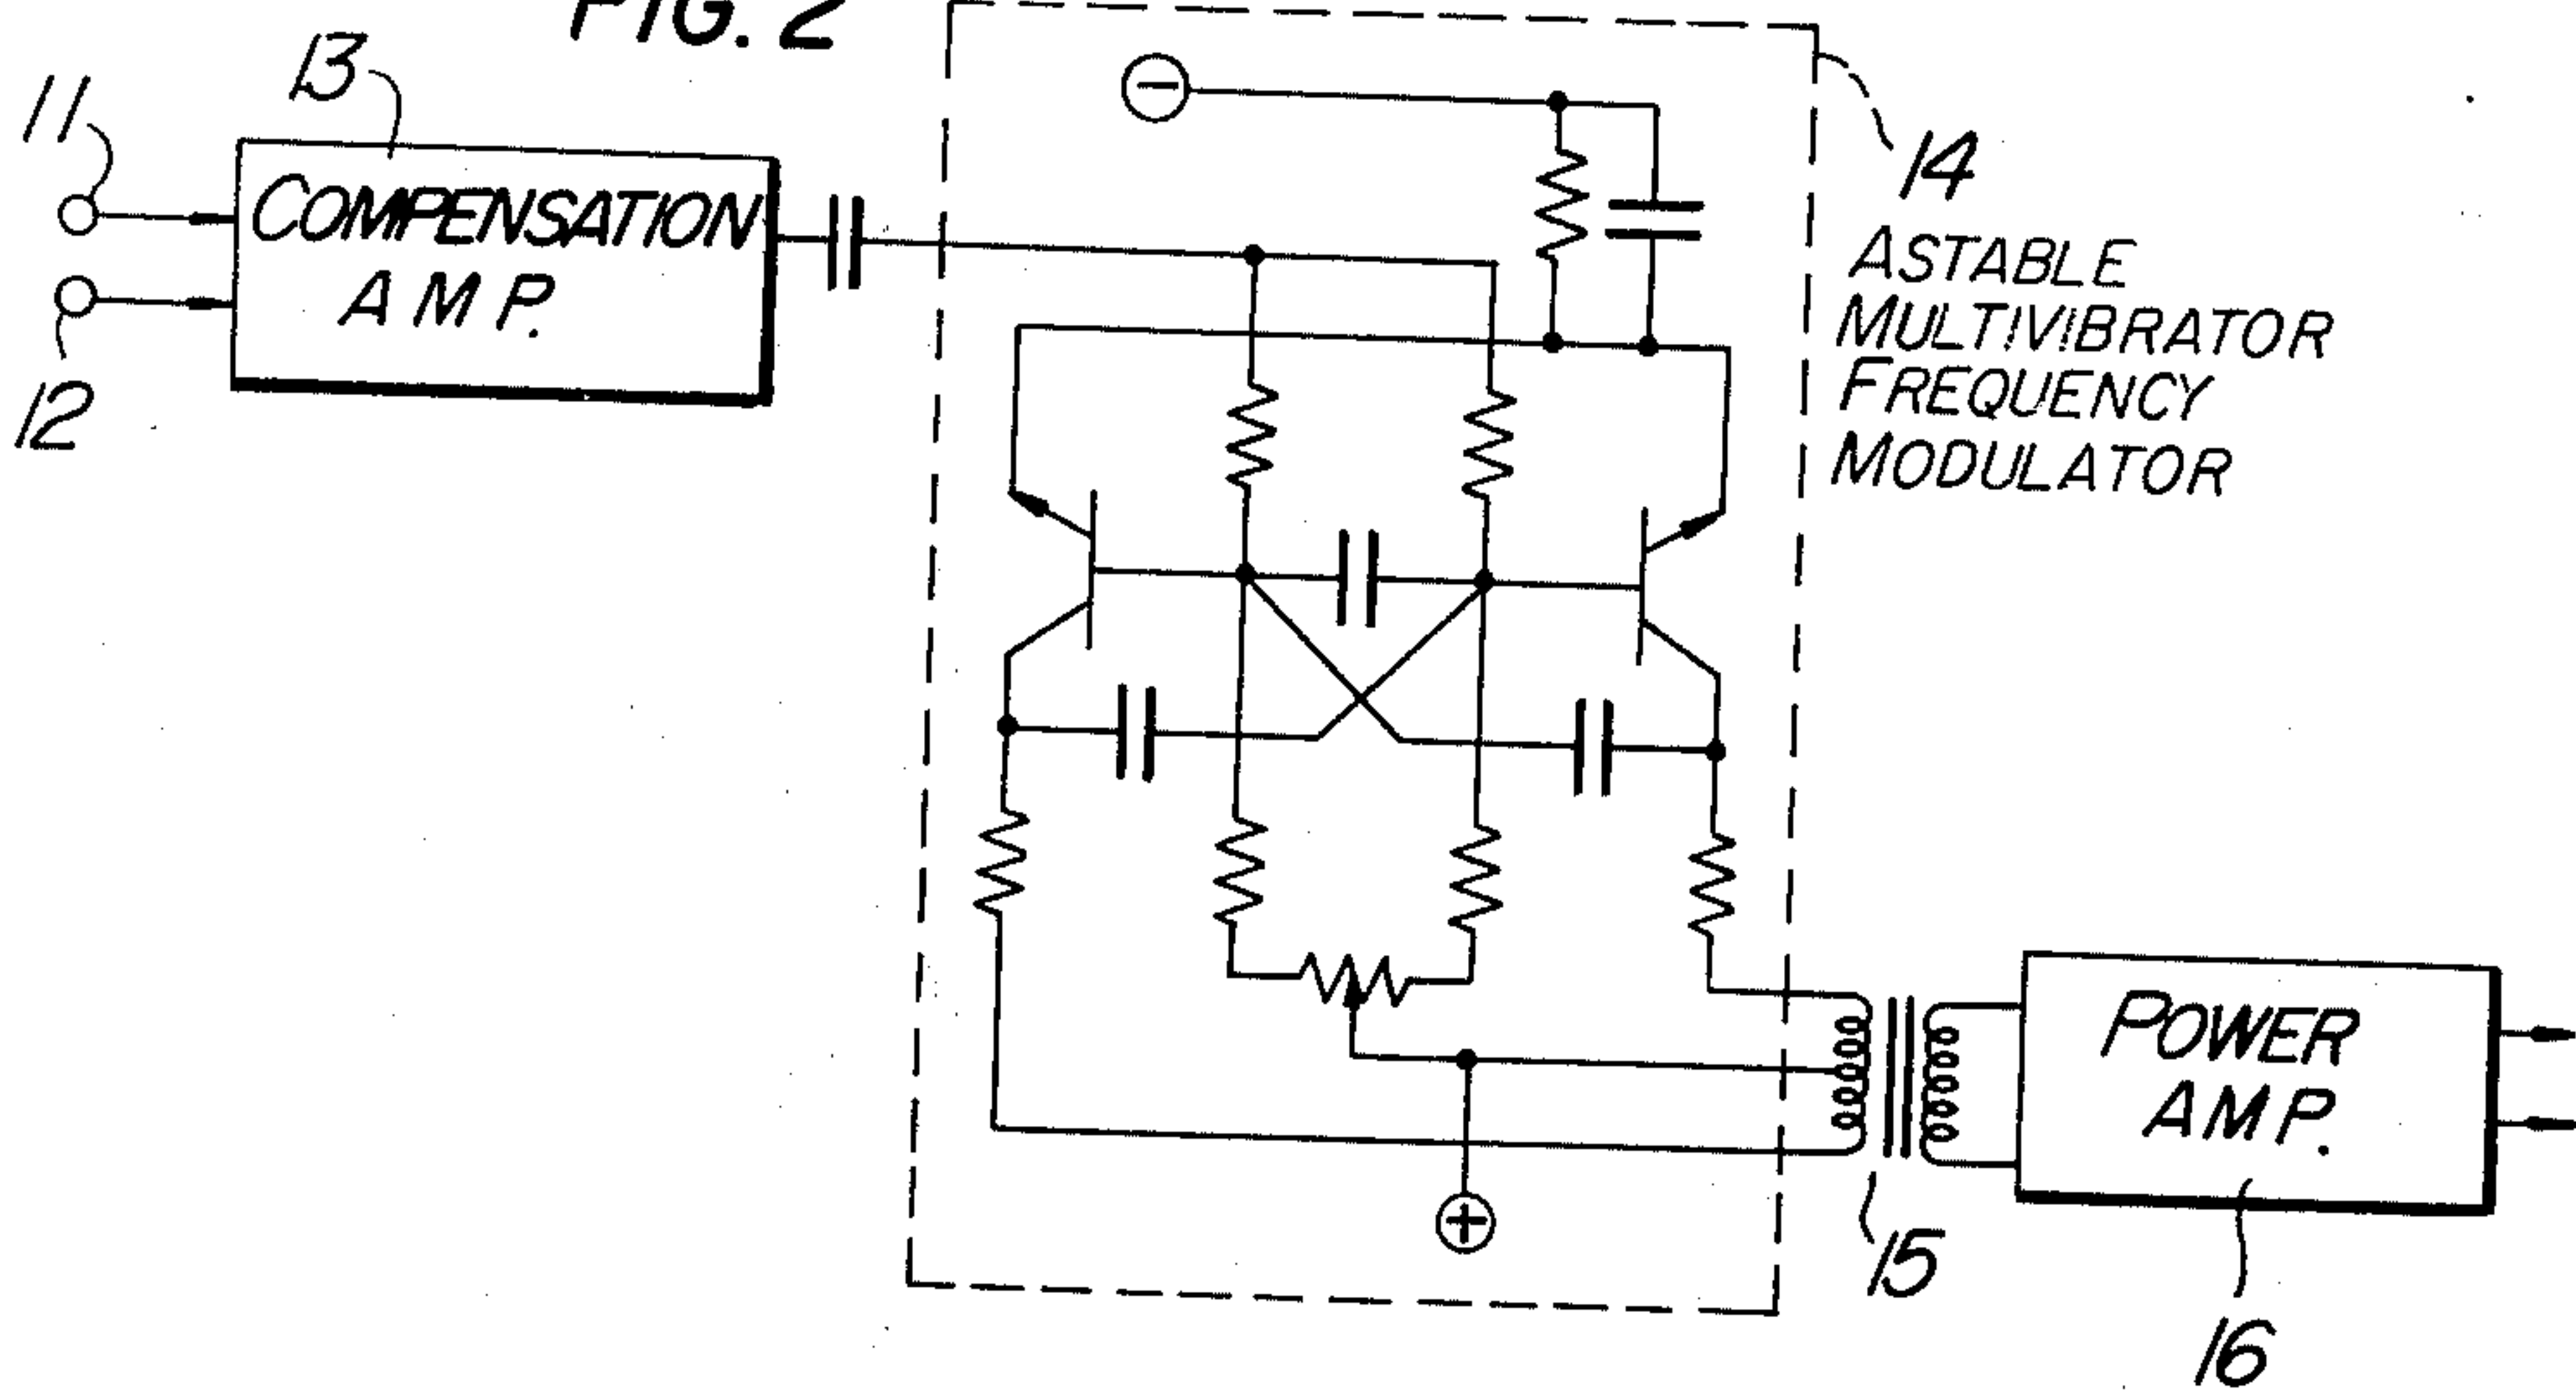 FIG. 2
11
12
13
COMPENSATION
AMP.
14
ASTABLE
MULTIVIBRATOR
FREQUENCY
MODULATOR
15
POWER
AMP.
16